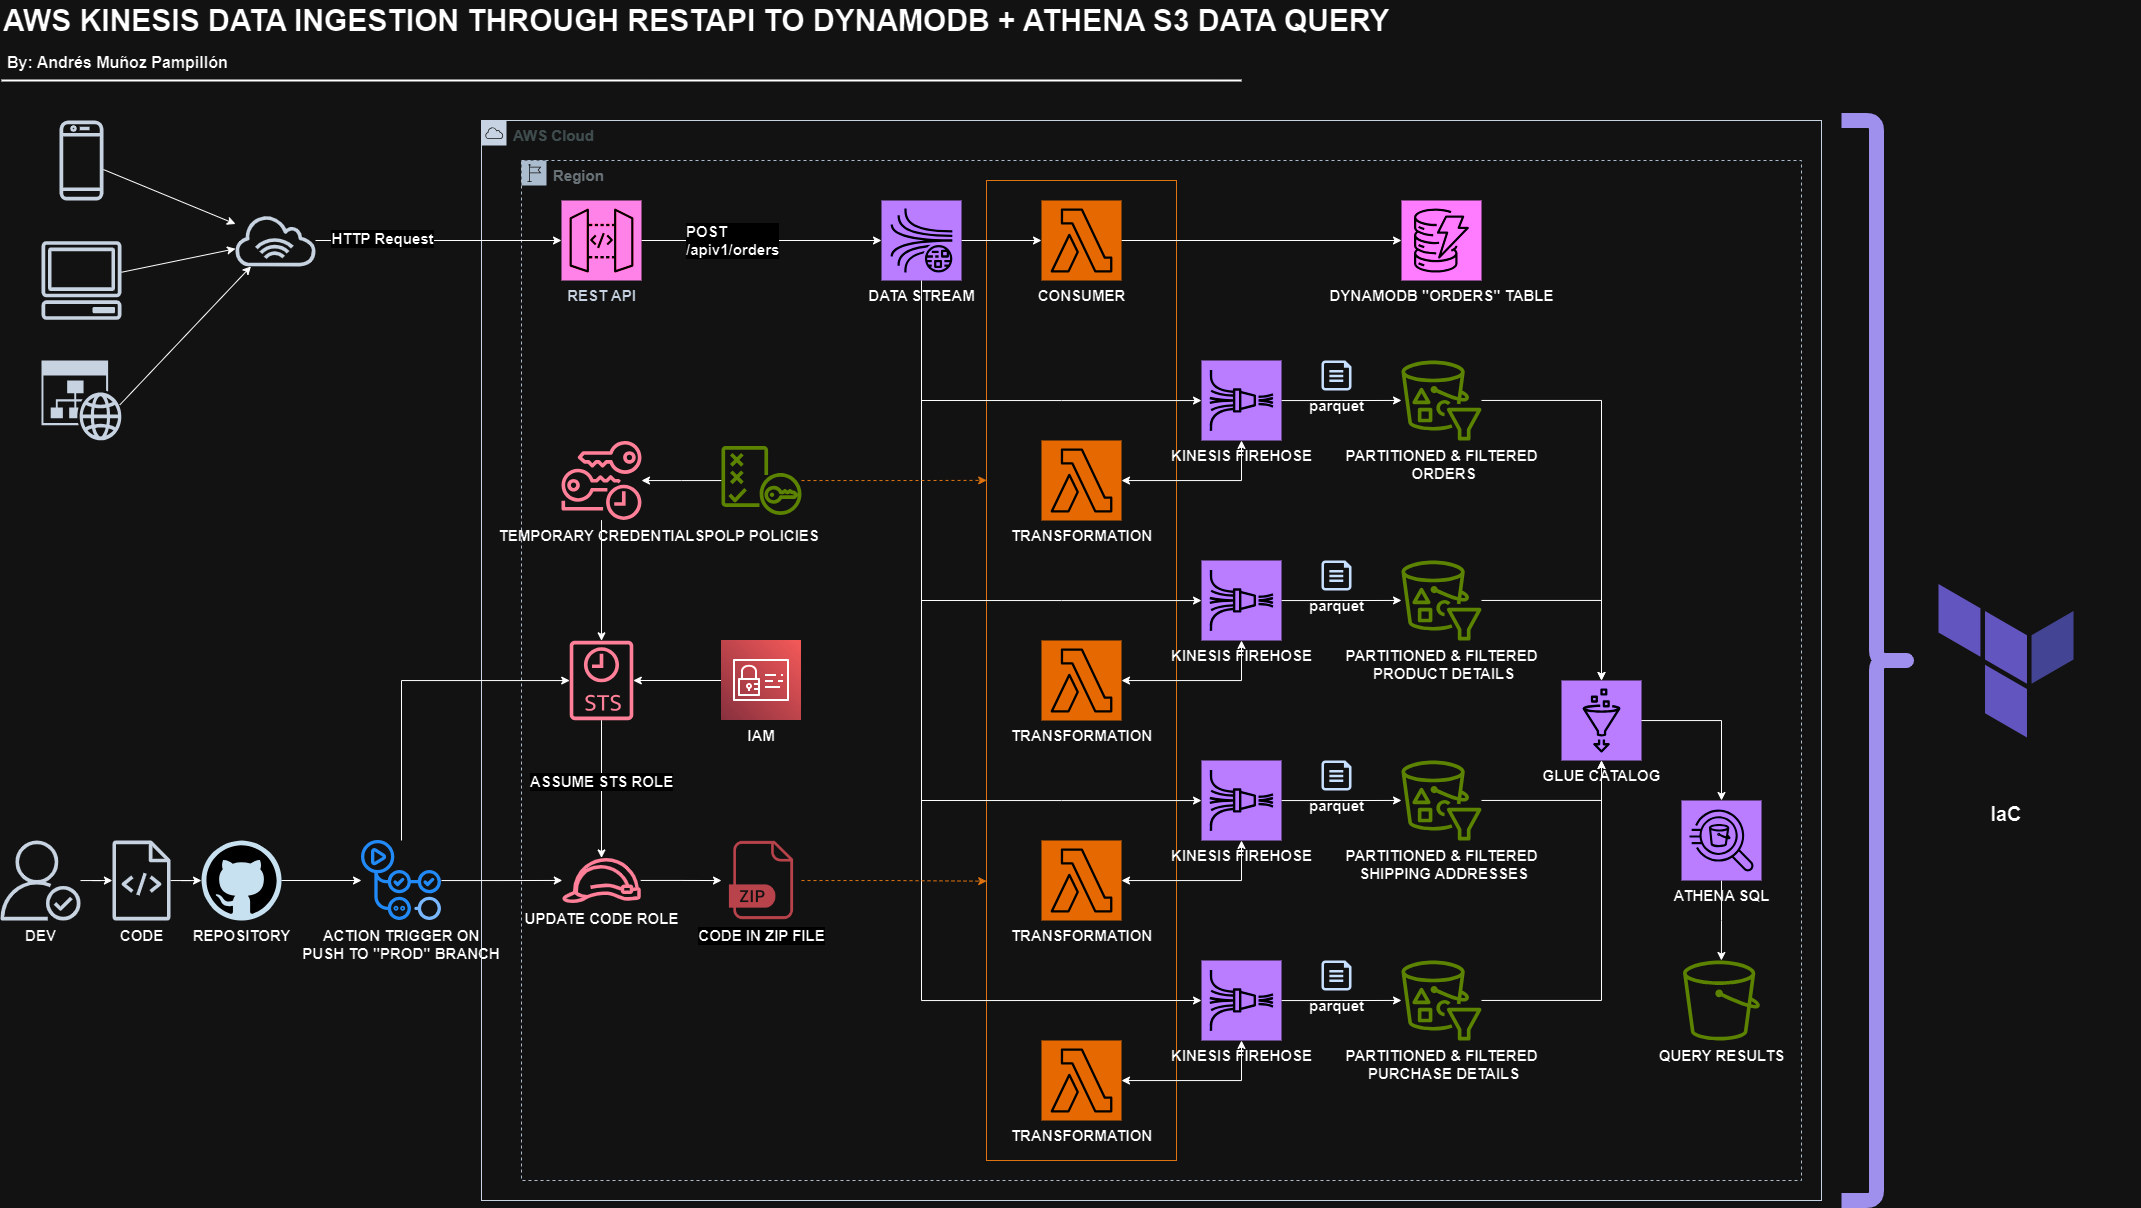 AWS KINESIS DATA INGESTION THROUGH RESTAPI TO DYNAMODB + ATHENA S3 DATA QUERY
By: Andrés Muñoz Pampillón
AWS Cloud
Region
HTTP Request
POST
/apiv1/orders
REST API
DATA STREAM
CONSUMER
DYNAMODB "ORDERS" TABLE
parquet
KINESIS FIREHOSE
PARTITIONED & FILTERED
ORDERS
TEMPORARY CREDENTIALS
POLP POLICIES
TRANSFORMATION
parquet
KINESIS FIREHOSE
PARTITIONED & FILTERED
PRODUCT DETAILS
STS
IAM
TRANSFORMATION
GLUE CATALOG
ASSUME STS ROLE
parquet
KINESIS FIREHOSE
PARTITIONED & FILTERED
SHIPPING ADDRESSES
IaC
ZIP
ATHENA SQL
DEV
CODE
REPOSITORY
ACTION TRIGGER ON
PUSH TO "PROD" BRANCH
UPDATE CODE ROLE
CODE IN ZIP FILE
TRANSFORMATION
parquet
KINESIS FIREHOSE
PARTITIONED & FILTERED
PURCHASE DETAILS
QUERY RESULTS
TRANSFORMATION